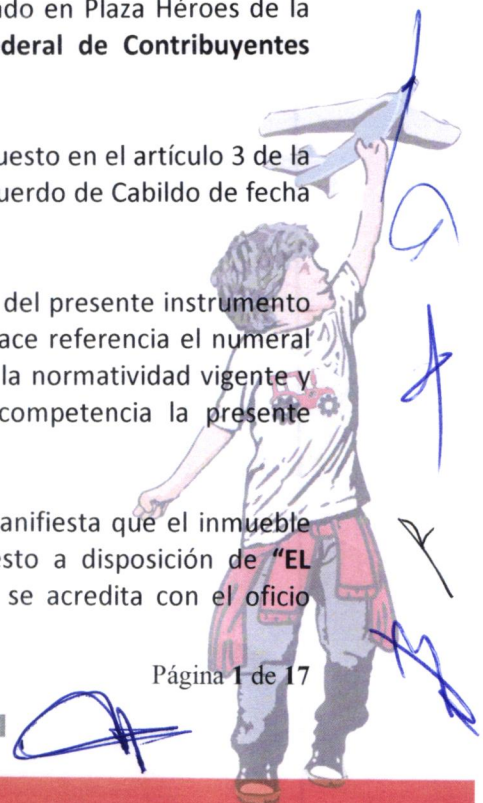 ado en Plaza Héroes de la
deral de Contribuyentes
uesto en el artículo 3 de la
uerdo de Cabildo de fecha
del presente instrumento
ace referencia el numeral
la normatividad vigente y
competencia la presente
anifiesta que el inmueble
esto a disposición de “EL
se acredita con el oficio
Página 1 de 17